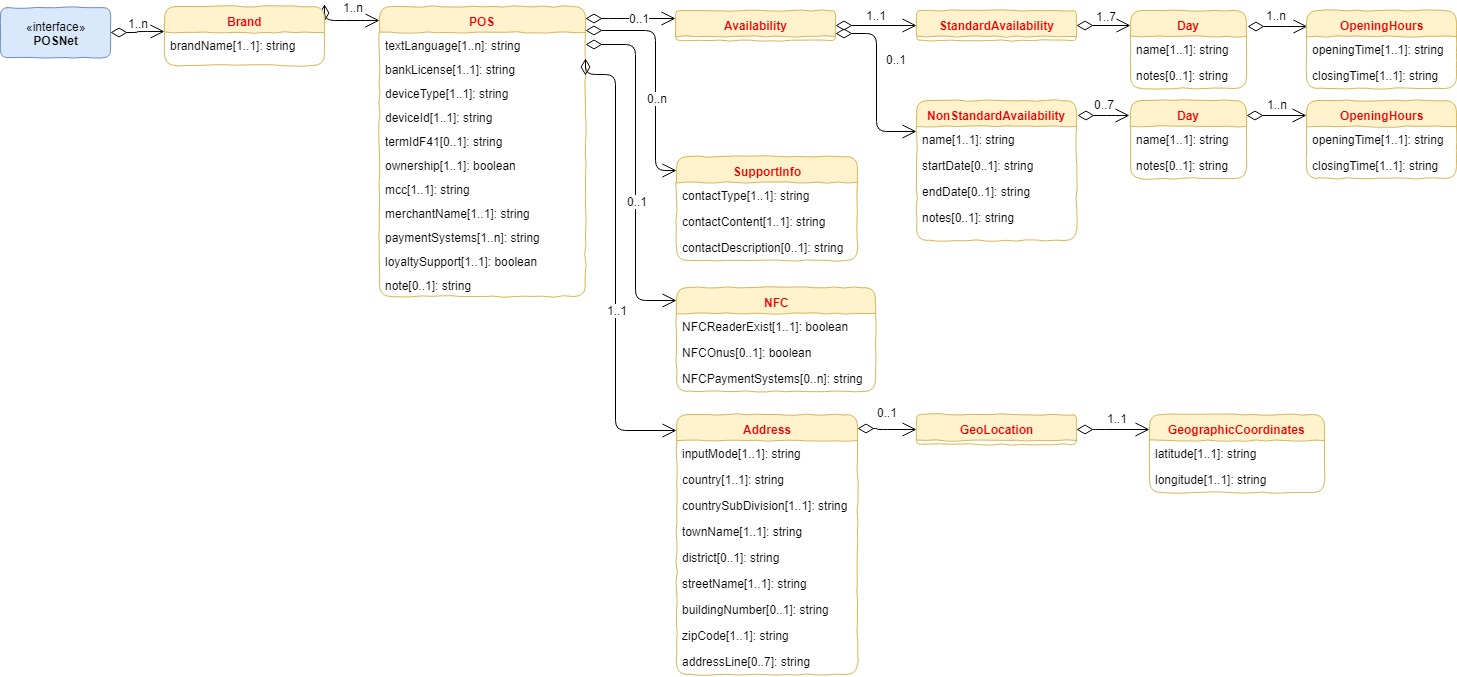 «interface»
POSNet
1..n
Brand
brandName[1..1]: string
1..n
POS
textLanguage[1..n]: string
bankLicense[1..1]: string
deviceType[1..1]: string
deviceId[1..1]: string
termIdF41[0..1]: string
ownership[1..1]: boolean
mcc[1..1]: string
merchantName[1..1]: string
paymentSystems[1..n]: string
loyaltySupport[1..1]: boolean
note[0..1]: string
0..1
0..n
0..1
1..1
Availability
1..1
0..1
StandardAvailability
1..7
Day
name[1..1]: string
notes[0..1]: string
1..n
OpeningHours
openingTime[1..1]: string
closingTime[1..1]: string
NonStandardAvailability
name[1..1]: string
startDate[0..1]: string
endDate[0..1]: string
notes[0..1]: string
0..7
Day
name[1..1]: string
notes[0..1]: string
1..n
OpeningHours
openingTime[1..1]: string
closingTime[1..1]: string
SupportInfo
contactType[1..1]: string
contactContent[1..1]: string
contactDescription[0..1]: string
NFC
NFCReaderExist[1..1]: boolean
NFCOnus[0..1]: boolean
NFCPaymentSystems[0..n]: string
Address
inputMode[1..1]: string
country[1..1]: string
countrySubDivision[1..1]: string
townName[1..1]: string
district[0..1]: string
streetName[1..1]: string
buildingNumber[0..1]: string
zipCode[1..1]: string
addressLine[0..7]: string
0..1
GeoLocation
1..1
GeographicCoordinates
latitude[1..1]: string
longitude[1..1]: string